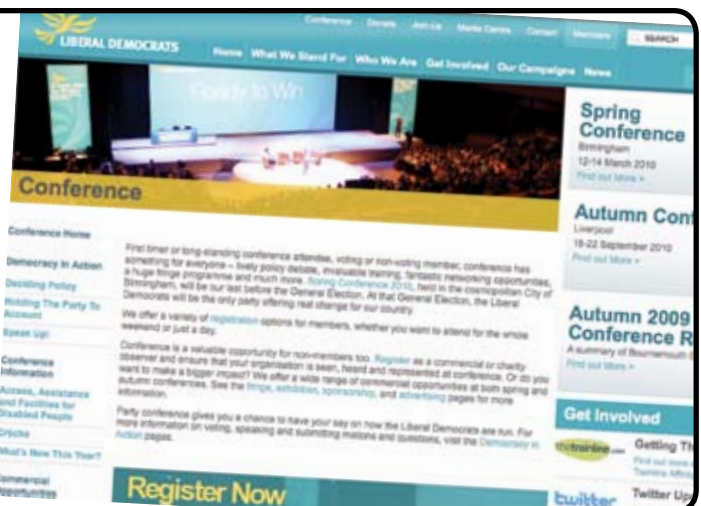 Conference Donate Join Us Media Centre Contact Members SEARCH
LIBERAL DEMOCRATS
Home What We Stand For Who We Are Get Involved Our Campaigns News
Ready to Win
Conference
Conference Home
Democracy In Action
Deciding Policy
Holding The Party To
Account
Speak Up!
Conference
Information
Access, Assistance
and Facilities for
Disabled People
Crèche
What's New This Year?
Commercial
Opportunities
First timer or long-standing conference attendee, voting or non-voting member, conference has
something for everyone – lively policy debate, invaluable training, fantastic networking opportunities,
a huge fringe programme and much more. Spring Conference 2010, held in the cosmopolitan City of
Birmingham, will be our last before the General Election. At that General Election, the Liberal
Democrats will be the only party offering real change for our country.
We offer a variety of registration options for members, whether you want to attend for the whole
weekend or just a day.
Conference is a valuable opportunity for non-members too. Register as a commercial or charity
observer and ensure that your organisation is seen, heard and represented at conference. Or do you
want to make a bigger impact? We offer a wide range of commercial opportunities at both spring and
autumn conferences. See the fringe, exhibition, sponsorship, and advertising pages for more
information.
Party conference gives you a chance to have your say on how the Liberal Democrats are run. For
more information on voting, speaking and submitting motions and questions, visit the Democracy in
Action pages.
Register Now
Spring
Conference
Birmingham
12-14 March 2010
Find out More »
Autumn Conf
Liverpool
18-22 September 2010
Find out More »
Autumn 2009
Conference R
A summary of Bournemouth
Find out More »
Get Involved
thetrainline.com
Getting Th
Find out more
Trainline
twitter
Twitter Up